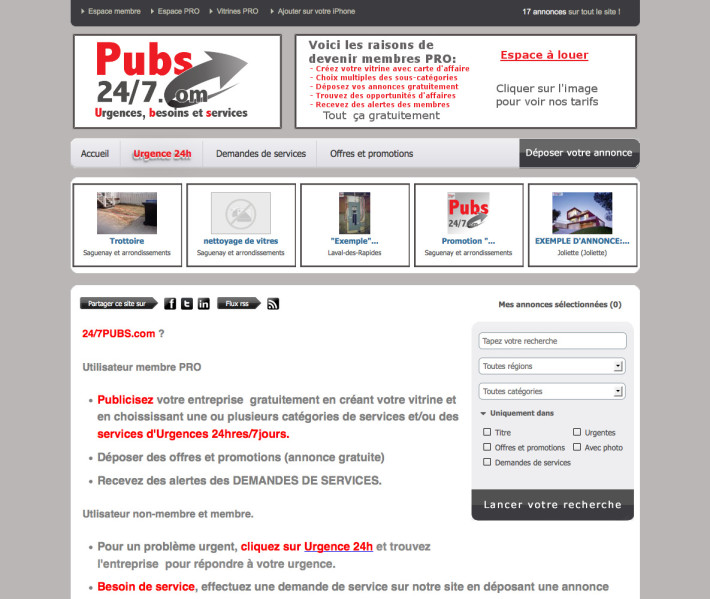 Espace membre Espace PRO Vitrines PRO Ajouter sur votre iPhone 17 annonces sur tout le site !
Pubs
24/7.com
Urgences, besoins et services
Voici les raisons de
devenir membres PRO:
- Créez votre vitrine avec carte d'affaire
- Choix multiples des sous-catégories
- Déposez vos annonces gratuitement
- Trouvez des opportunités d'affaires
- Recevez des alertes des membres
Tout ça gratuitement
Espace à louer
Cliquer sur l'image
pour voir nos tarifs
Accueil Urgence 24h Demandes de services Offres et promotions Déposer votre annonce
Trottoire
Saguenay et arrondissements
nettoyage de vitres
Saguenay et arrondissements
"Exemple"...
Laval-des-Rapides
Pubs
24/7.
Promotion "...
Saguenay et arrondissements
EXEMPLE D'ANNONCE:...
Joliette (Joliette)
Partager ce site sur Flux rss Mes annonces sélectionnées (0)
24/7PUBS.com ?
Utilisateur membre PRO
• Publicisez votre entreprise gratuitement en créant votre vitrine et
en choississant une ou plusieurs catégories de services et/ou des
services d'Urgences 24hres/7jours.
• Déposer des offres et promotions (annonce gratuite)
• Recevez des alertes des DEMANDES DE SERVICES.
Utlisateur non-membre et membre.
• Pour un problème urgent, cliquez sur Urgence 24h et trouvez
l'entreprise pour répondre à votre urgence.
• Besoin de service, effectuez une demande de service sur notre site en déposant une annonce
Tapez votre recherche
Toutes régions
Toutes catégories
Uniquement dans
Titre Urgentes
Offres et promotions Avec photo
Demandes de services
Lancer votre recherche